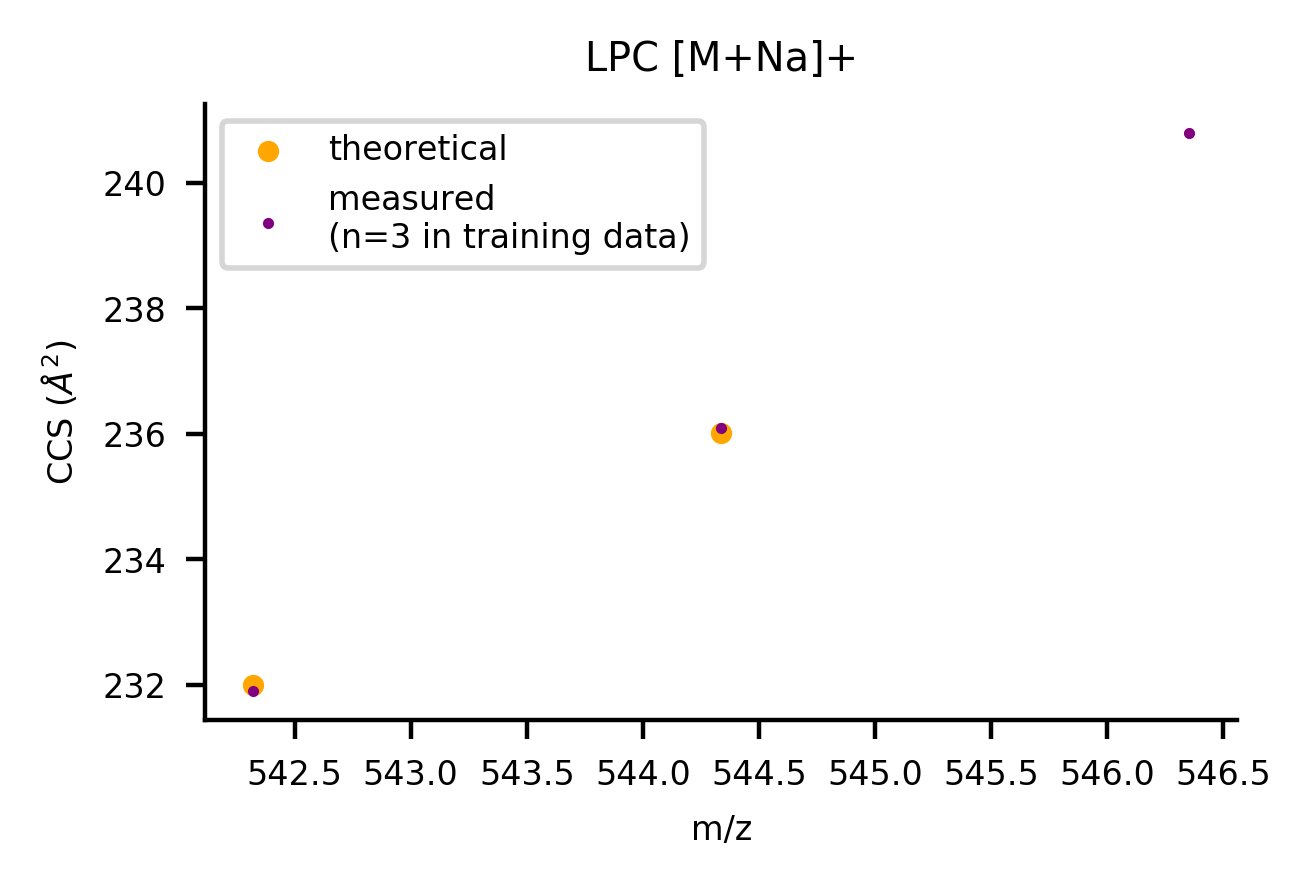 LPC [M+Na]+
theoretical
measured
(n=3 in training data)
CCS (Å²)
240
238
236
234
232
542.5 543.0 543.5 544.0 544.5 545.0 545.5 546.0 546.5
m/z